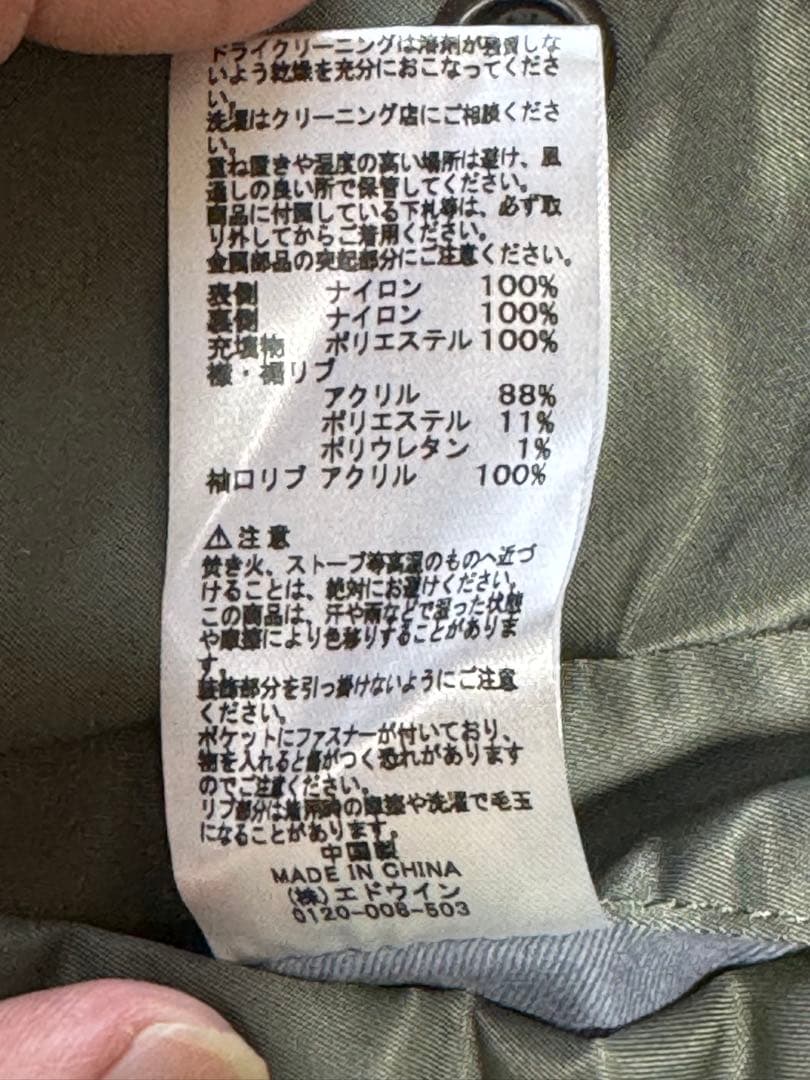 ドライクリーニングは溶剤が残留しな
いよう乾燥を充分におこなってくださ
い。
洗濯はクリーニング店にご相談くださ
い。
重ね置きや湿度の高い場所は避け、風
通しの良い所で保管してください。
商品に付属している下札等は、必ず取
り外してからご着用ください。
金属部品の突起部分にご注意ください。
表側 ナイロン 100%
裏側 ナイロン 100%
充填物 ポリエステル 100%
襟・裾リブ
アクリル 88%
ポリエステル 11%
ポリウレタン 1%
袖口リブ アクリル 100%
⚠注意
焚き火、ストーブ等高温のものへ近づ
けることは、絶対にお避けください。
この商品は、汗や雨などで湿った状態
や摩擦により色移りすることがありま
す。
装飾部分を引っ掛けないようにご注意
ください。
ポケットにファスナーが付いており、
物を入れると傷がつく恐れがあります
のでご注意ください。
リブ部分は着用時の摩擦や洗濯で毛玉
になることがあります。
中国製
MADE IN CHINA
(株)エドウイン
0120-008-503